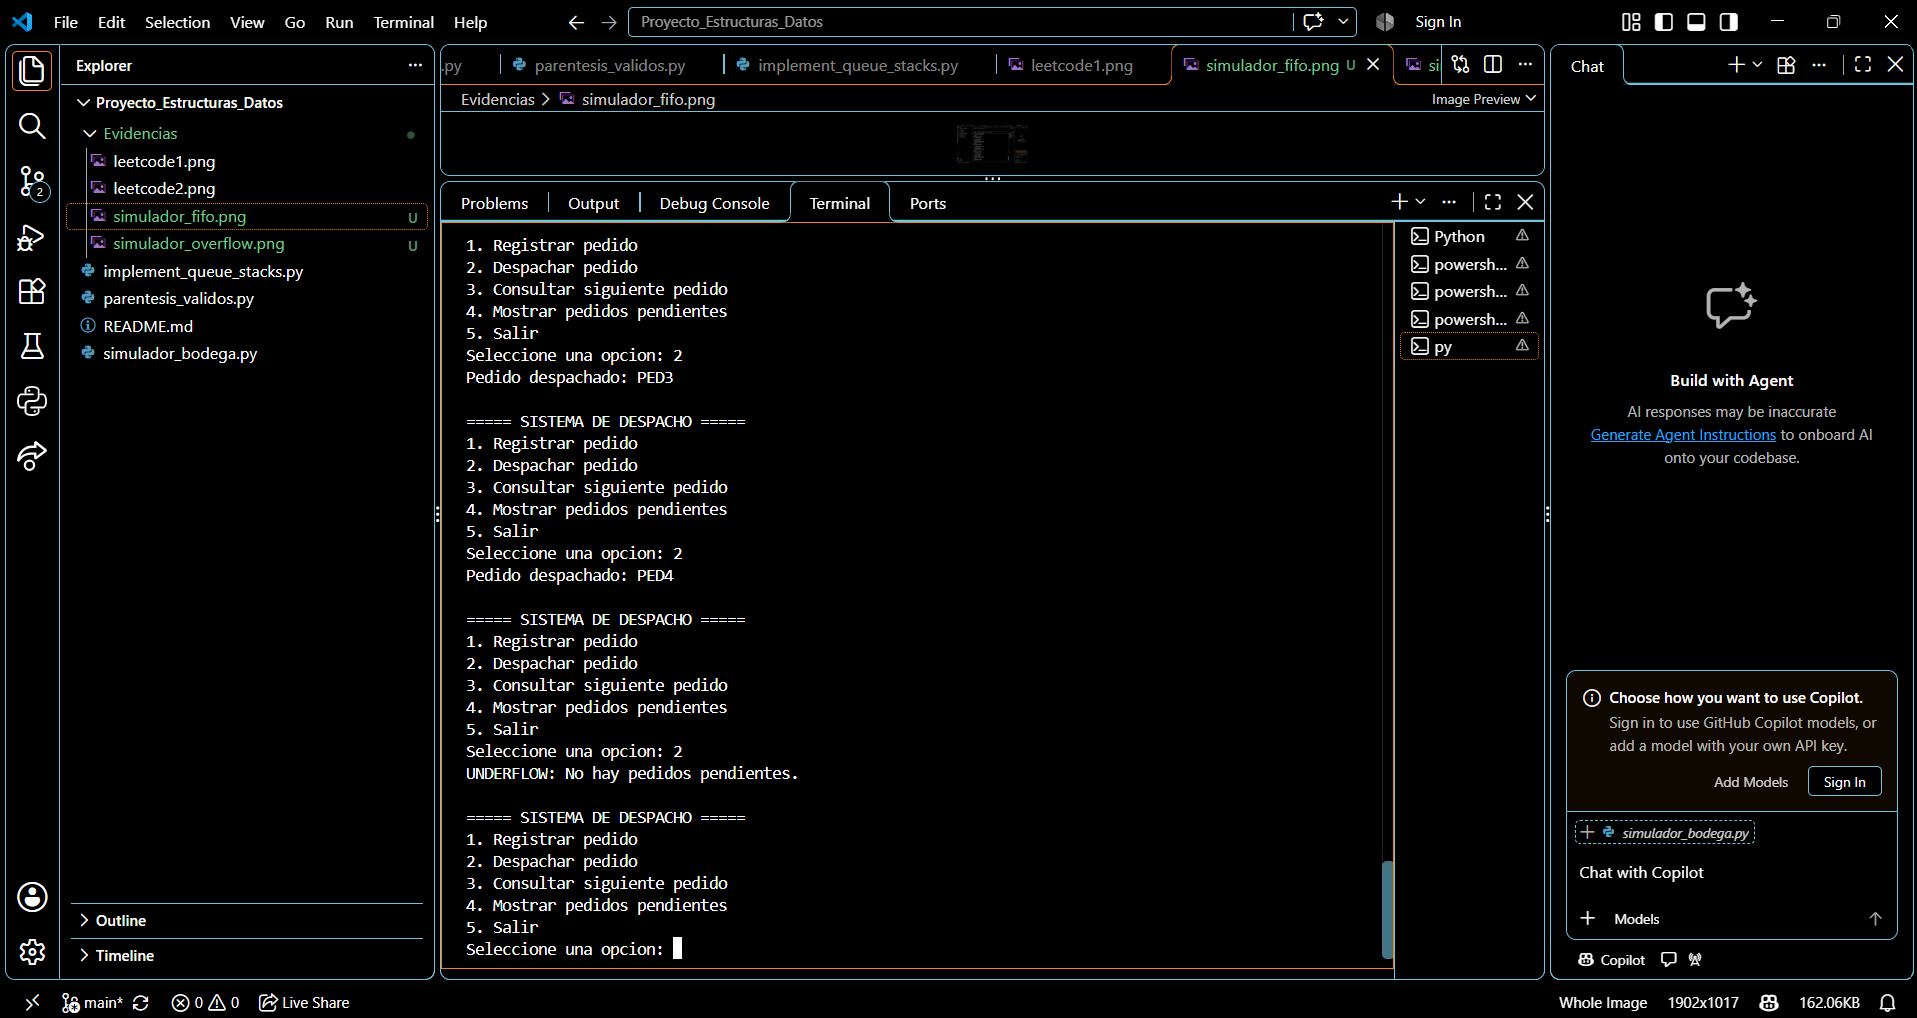 File Edit Selection View Go Run Terminal Help
Proyecto_Estructuras_Datos
Sign In
Explorer
Proyecto_Estructuras_Datos
Evidencias
leetcode1.png
leetcode2.png
simulador_fifo.png U
simulador_overflow.png U
implement_queue_stacks.py
parentesis_validos.py
README.md
simulador_bodega.py
Outline
Timeline
2
.py
parentesis_validos.py
implement_queue_stacks.py
leetcode1.png
simulador_fifo.png U
si
Evidencias > simulador_fifo.png
Image Preview
Problems Output Debug Console Terminal Ports
1. Registrar pedido
2. Despachar pedido
3. Consultar siguiente pedido
4. Mostrar pedidos pendientes
5. Salir
Seleccione una opcion: 2
Pedido despachado: PED3
===== SISTEMA DE DESPACHO =====
1. Registrar pedido
2. Despachar pedido
3. Consultar siguiente pedido
4. Mostrar pedidos pendientes
5. Salir
Seleccione una opcion: 2
Pedido despachado: PED4
===== SISTEMA DE DESPACHO =====
1. Registrar pedido
2. Despachar pedido
3. Consultar siguiente pedido
4. Mostrar pedidos pendientes
5. Salir
Seleccione una opcion: 2
UNDERFLOW: No hay pedidos pendientes.
===== SISTEMA DE DESPACHO =====
1. Registrar pedido
2. Despachar pedido
3. Consultar siguiente pedido
4. Mostrar pedidos pendientes
5. Salir
Seleccione una opcion:
Python
powersh...
powersh...
powersh...
py
Chat
Build with Agent
AI responses may be inaccurate
Generate Agent Instructions to onboard AI
onto your codebase.
Choose how you want to use Copilot.
Sign in to use GitHub Copilot models, or
add a model with your own API key.
Add Models Sign In
simulador_bodega.py
Chat with Copilot
Models
Copilot
main* 0 0 Live Share
Whole Image 1902x1017 162.06KB